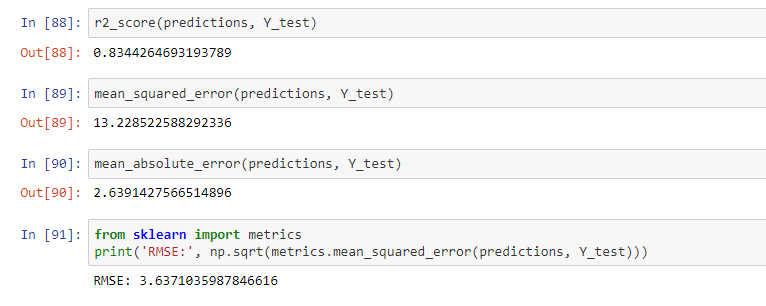 In [88]: r2_score(predictions, Y_test)
Out[88]: 0.8344264693193789
In [89]: mean_squared_error(predictions, Y_test)
Out[89]: 13.228522588292336
In [90]: mean_absolute_error(predictions, Y_test)
Out[90]: 2.6391427566514896
In [91]: from sklearn import metrics
print('RMSE:', np.sqrt(metrics.mean_squared_error(predictions, Y_test)))
RMSE: 3.6371035987846616